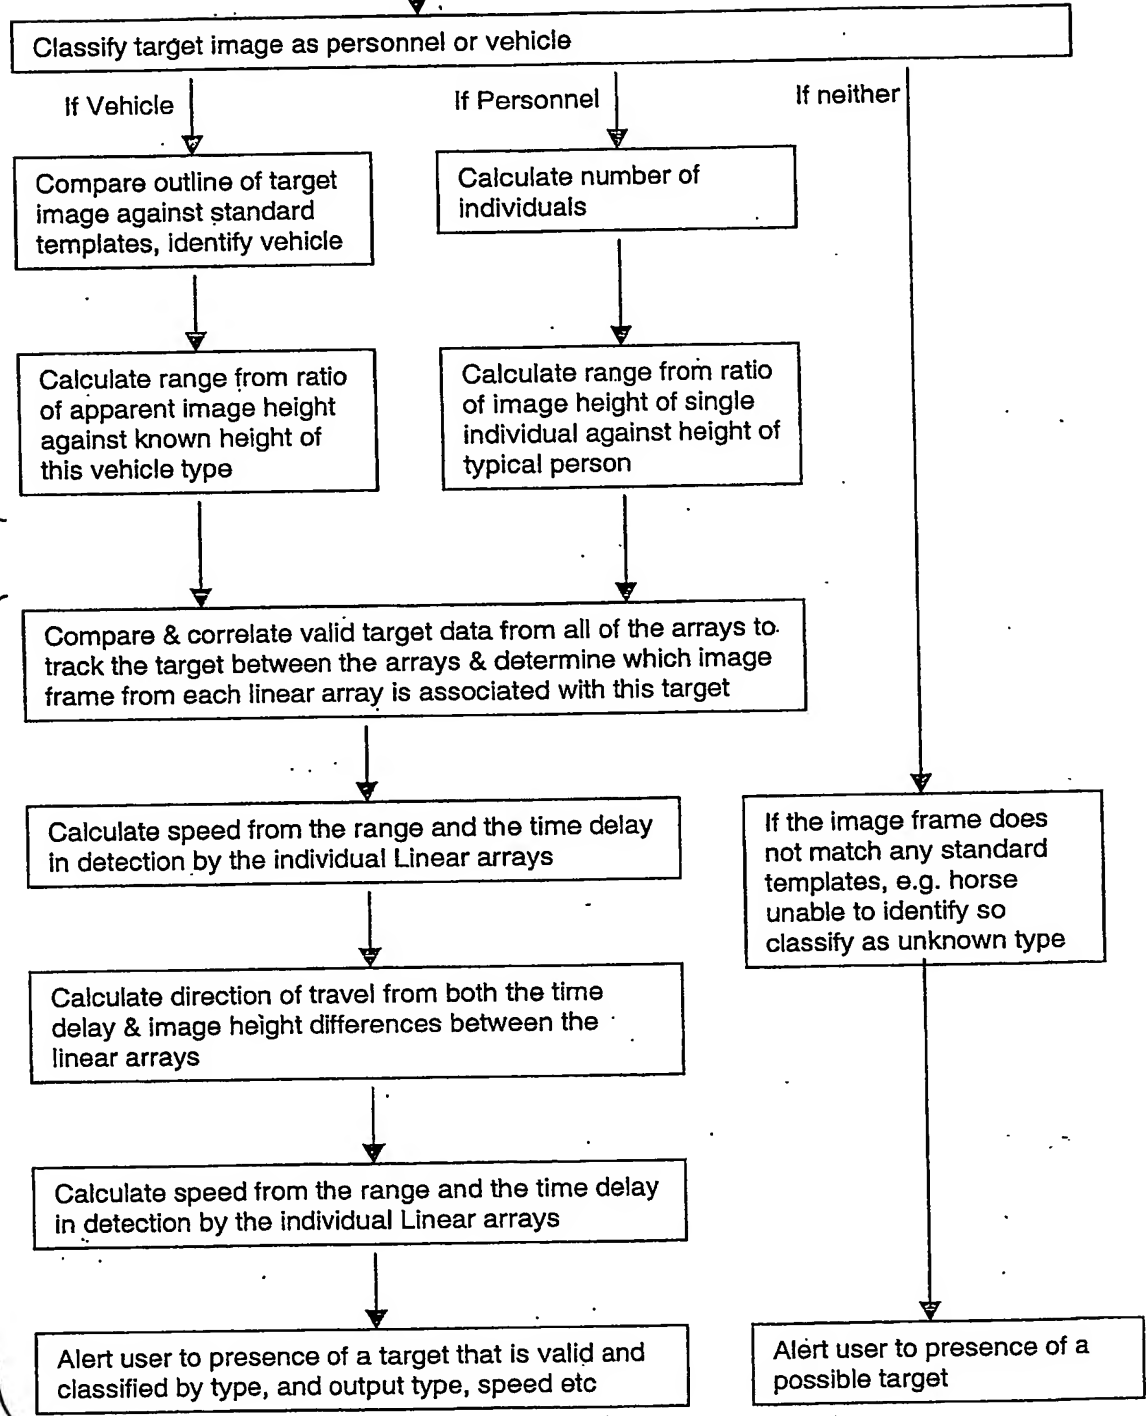 Classify target image as personnel or vehicle
If Vehicle
If Personnel
If neither
Compare outline of target
image against standard
templates, identify vehicle
Calculate number of
individuals
Calculate range from ratio
of apparent image height
against known height of
this vehicle type
Calculate range from ratio
of image height of single
individual against height of
typical person
Compare & correlate valid target data from all of the arrays to
track the target between the arrays & determine which image
frame from each linear array is associated with this target
Calculate speed from the range and the time delay
in detection by the individual Linear arrays
If the image frame does
not match any standard
templates, e.g. horse
unable to identify so
classify as unknown type
Calculate direction of travel from both the time
delay & image height differences between the
linear arrays
Calculate speed from the range and the time delay
in detection by the individual Linear arrays
Alert user to presence of a target that is valid and
classified by type, and output type, speed etc
Alert user to presence of a
possible target